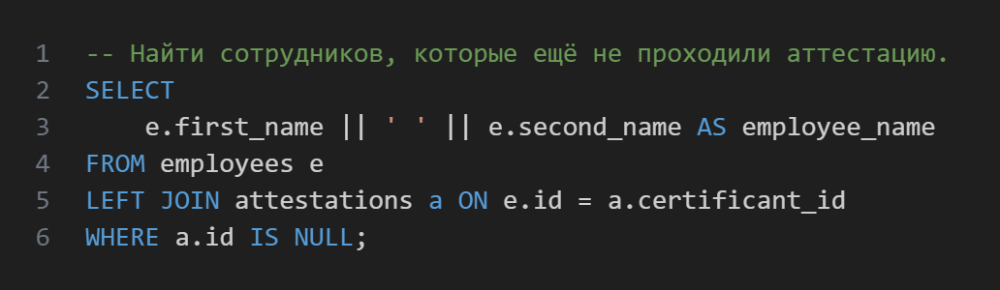 1 -- Найти сотрудников, которые ещё не проходили аттестацию.
2 SELECT
3     e.first_name || ' ' || e.second_name AS employee_name
4 FROM employees e
5 LEFT JOIN attestations a ON e.id = a.certificant_id
6 WHERE a.id IS NULL;